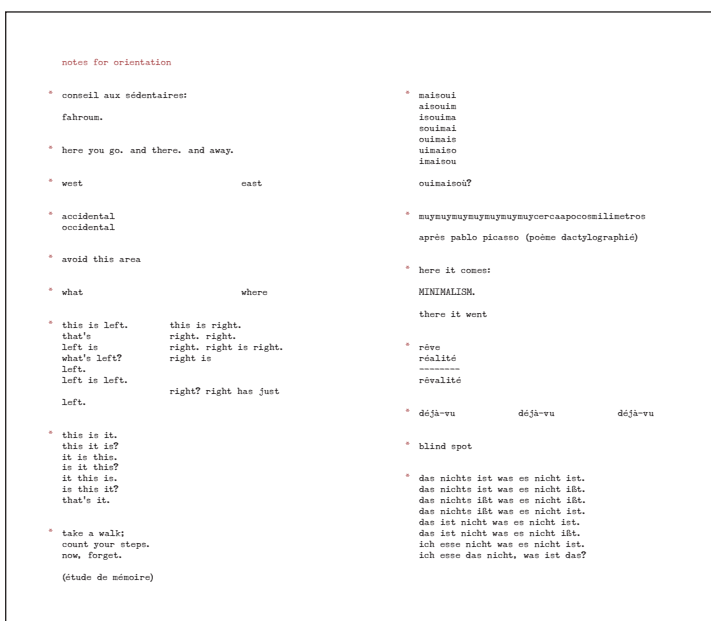 notes for orientation
* conseil aux sédentaires:
fahroum.
* here you go. and there. and away.
* west east
* accidental
occidental
* avoid this area
* what where
* this is left. this is right.
that's right. right.
left is right. right is right.
what's left? right is
left.
left is left.
right? right has just
left.
* this is it.
this it is?
it is this.
is it this?
it this is.
is this it?
that's it.
* take a walk;
count your steps.
now, forget.
(étude de mémoire)
* maisoui
aisouim
isouima
souimai
ouimais
uimaiso
imaisou
ouimaisoù?
* muymuymuymuymuymuymuycercaapocosmilimetros
après pablo picasso (poème dactylographié)
* here it comes:
MINIMALISM.
there it went
* rêve
réalité
--------
rêvalité
* déjà-vu déjà-vu déjà-vu
* blind spot
* das nichts ist was es nicht ist.
das nichts ist was es nicht ißt.
das nichts ißt was es nicht ißt.
das nichts ißt was es nicht ist.
das ist nicht was es nicht ist.
das ist nicht was es nicht ißt.
ich esse nicht was es nicht ist.
ich esse das nicht, was ist das?